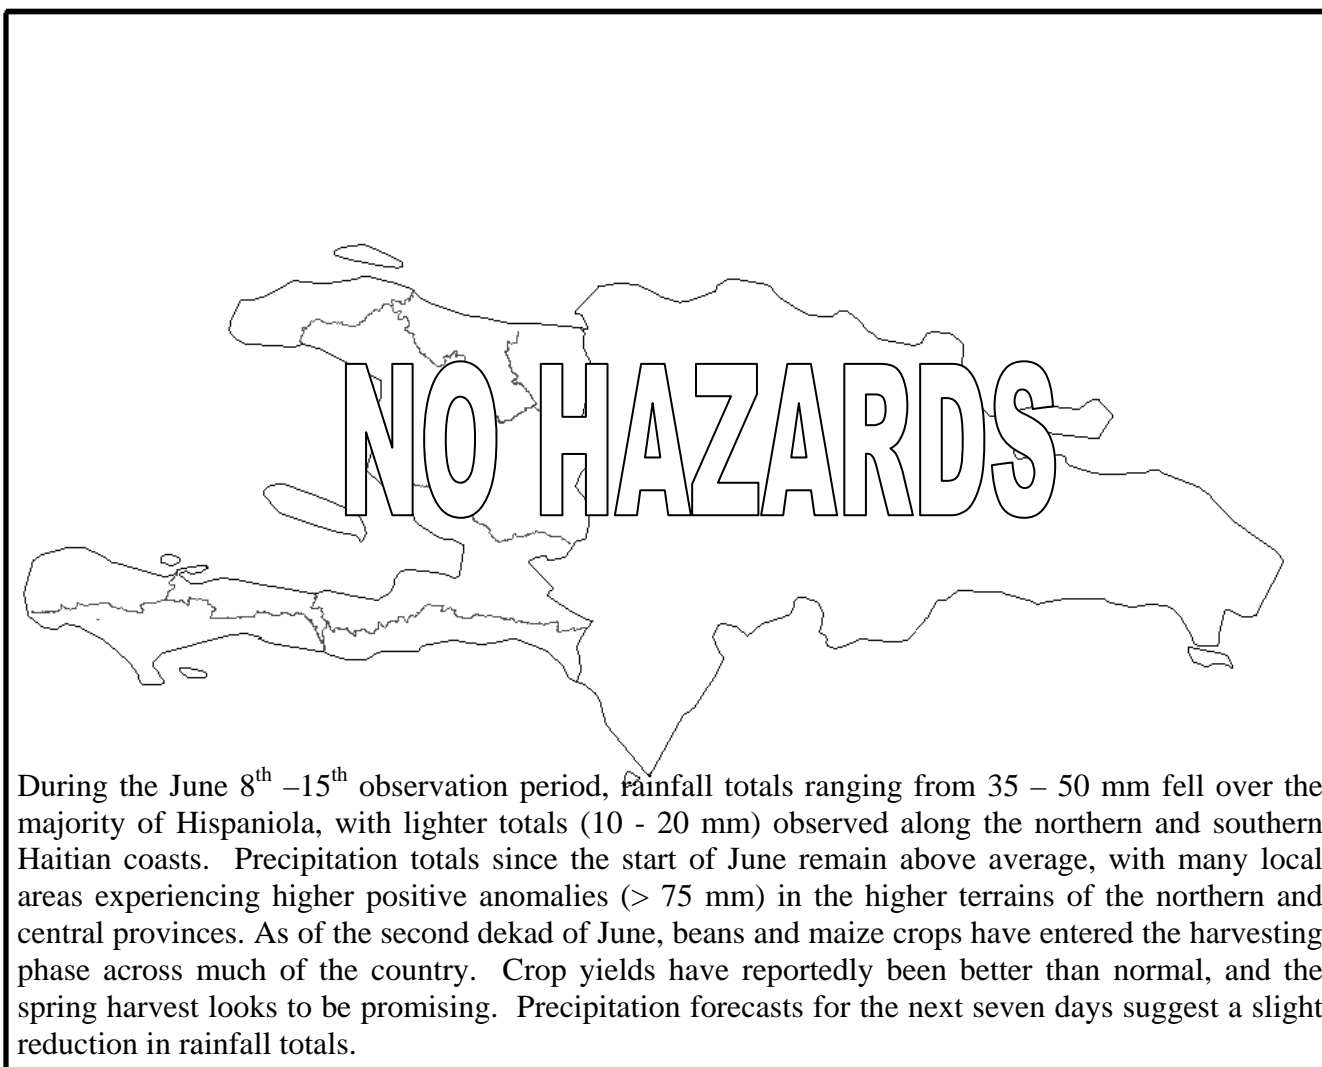 NO HAZARDS
During the June 8th –15th observation period, rainfall totals ranging from 35 – 50 mm fell over the
majority of Hispaniola, with lighter totals (10 - 20 mm) observed along the northern and southern
Haitian coasts.  Precipitation totals since the start of June remain above average, with many local
areas experiencing higher positive anomalies (> 75 mm) in the higher terrains of the northern and
central provinces. As of the second dekad of June, beans and maize crops have entered the harvesting
phase across much of the country.  Crop yields have reportedly been better than normal, and the
spring harvest looks to be promising.  Precipitation forecasts for the next seven days suggest a slight
reduction in rainfall totals.